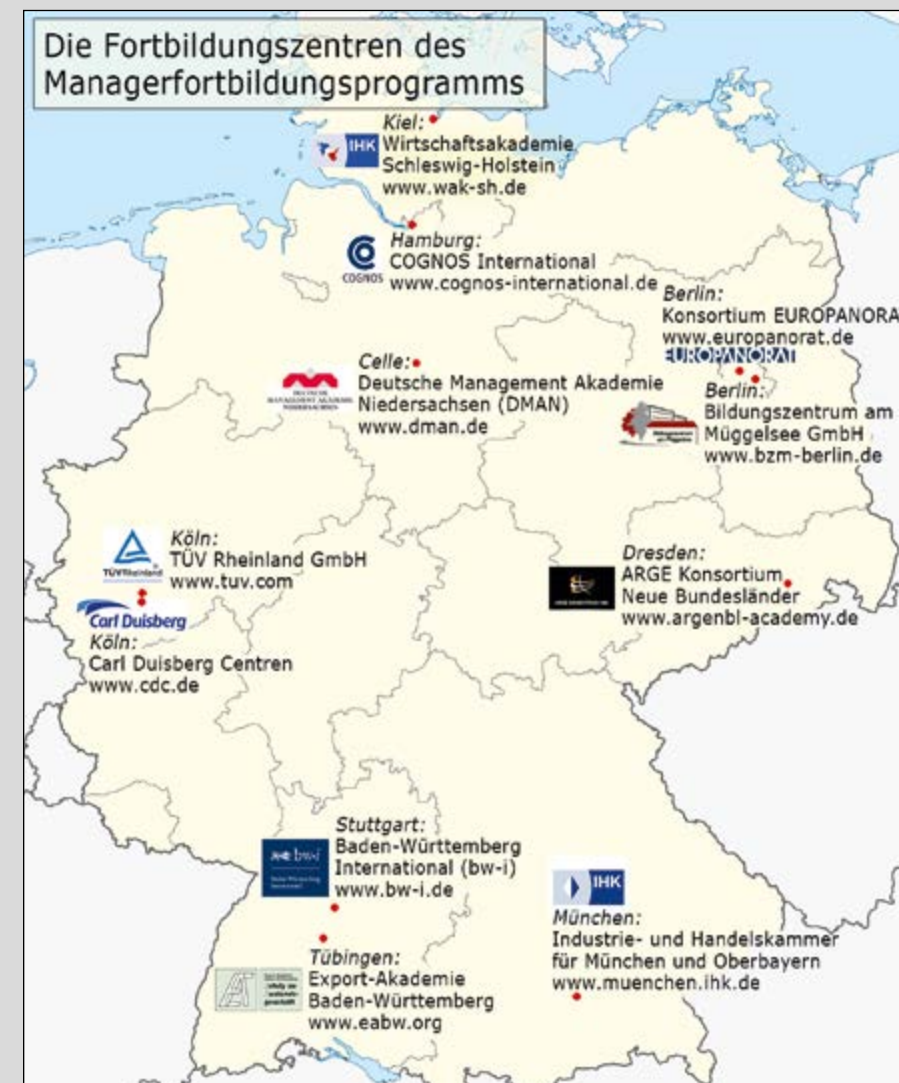 Die Fortbildungszentren des
Managerfortbildungsprogramms
Kiel:
IHK
Wirtschaftsakademie
Schleswig-Holstein
www.wak-sh.de
Hamburg:
COGNOS International
www.cognos-international.de
COGNOS
Berlin:
Konsortium EUROPANORA
www.europanorat.de
EUROPANORAT
Celle:
Deutsche Management Akademie
Niedersachsen (DMAN)
www.dman.de
DEUTSCHE
MANAGEMENT AKADEMIE
NIEDERSACHSEN
Berlin:
Bildungszentrum am
Müggelsee GmbH
www.bzm-berlin.de
Köln:
TÜV Rheinland GmbH
www.tuv.com
TÜVRheinland
Carl Duisberg
Köln:
Carl Duisberg Centren
www.cdc.de
Dresden:
ARGE Konsortium
Neue Bundesländer
www.argenbl-academy.de
Stuttgart:
Baden-Württemberg
International (bw-i)
www.bw-i.de
bw-i
IHK
München:
Industrie- und Handelskammer
für München und Oberbayern
www.muenchen.ihk.de
Tübingen:
Export-Akademie
Baden-Württemberg
www.eabw.org